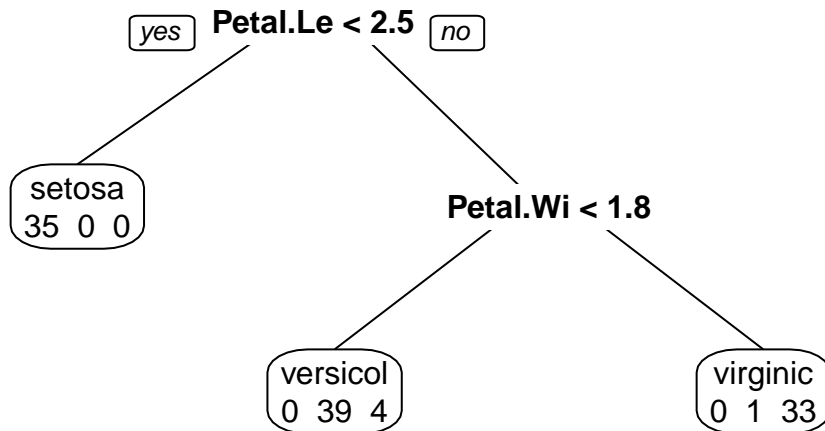 yes Petal.Le < 2.5 no
setosa
35 0 0
Petal.Wi < 1.8
versicol
0 39 4
virginic
0 1 33